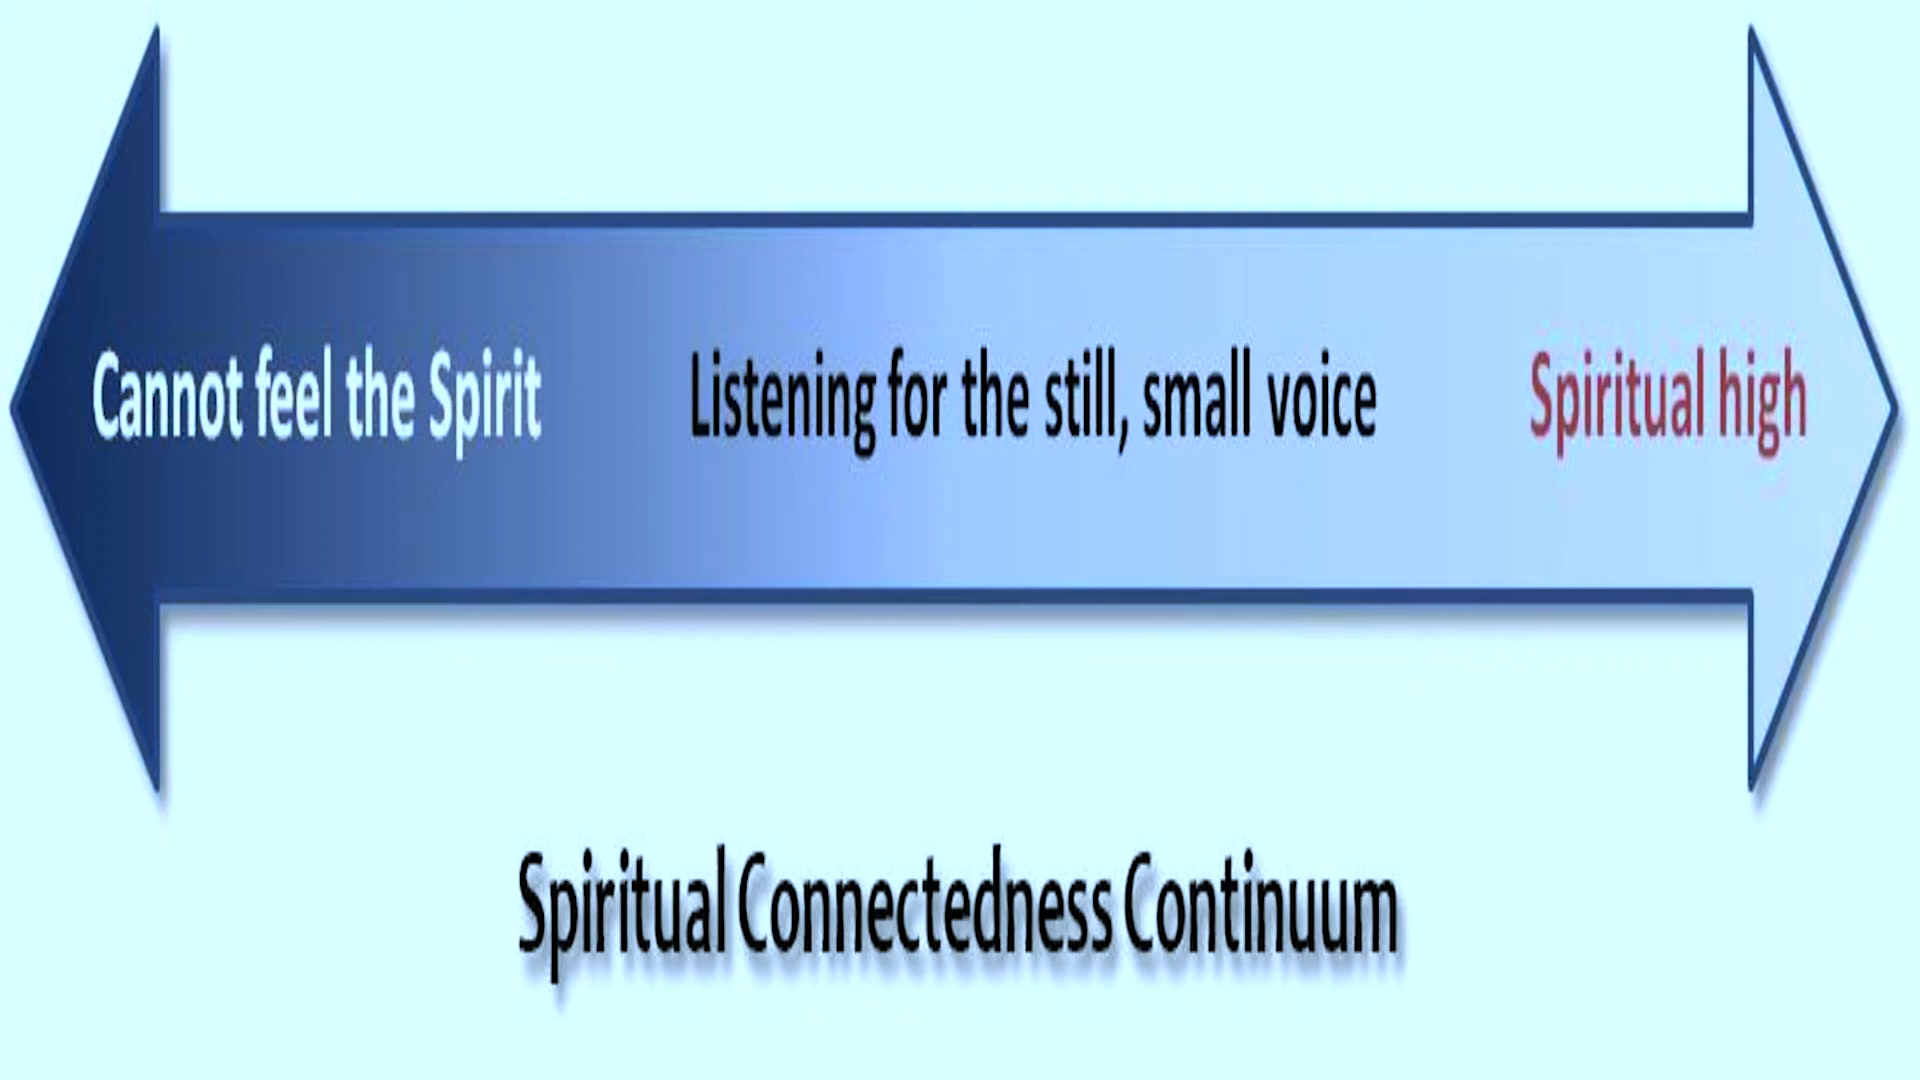 Cannot feel the Spirit Listening for the still, small voice Spiritual high
Spiritual Connectedness Continuum